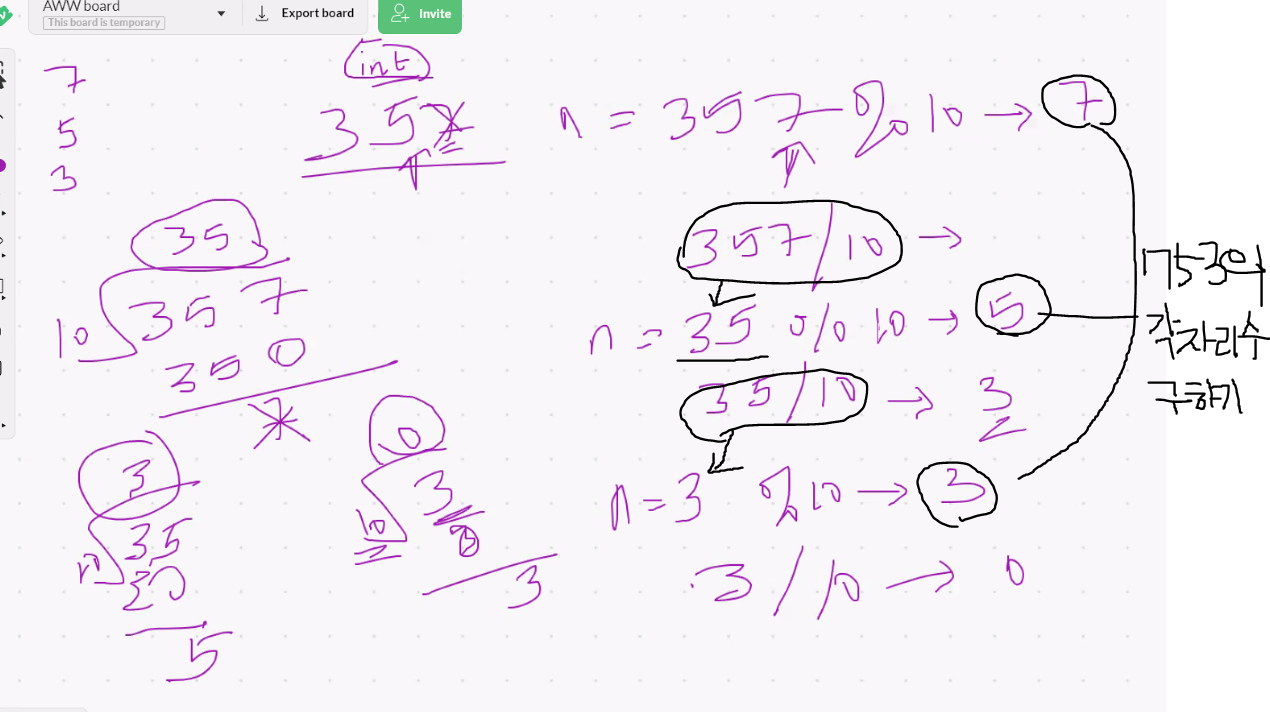 AWW board
This board is temporary
Export board
Invite
7
5
3
int
357
n = 357 % 10 → 7
357/10 →
n = 35 % 10 → 5
35/10 → 3
n = 3 % 10 → 3
3 / 10 → 0
35
10 357
350
7
3
35
30
5
0
10 3
0
3
753의
각자리수
구하기